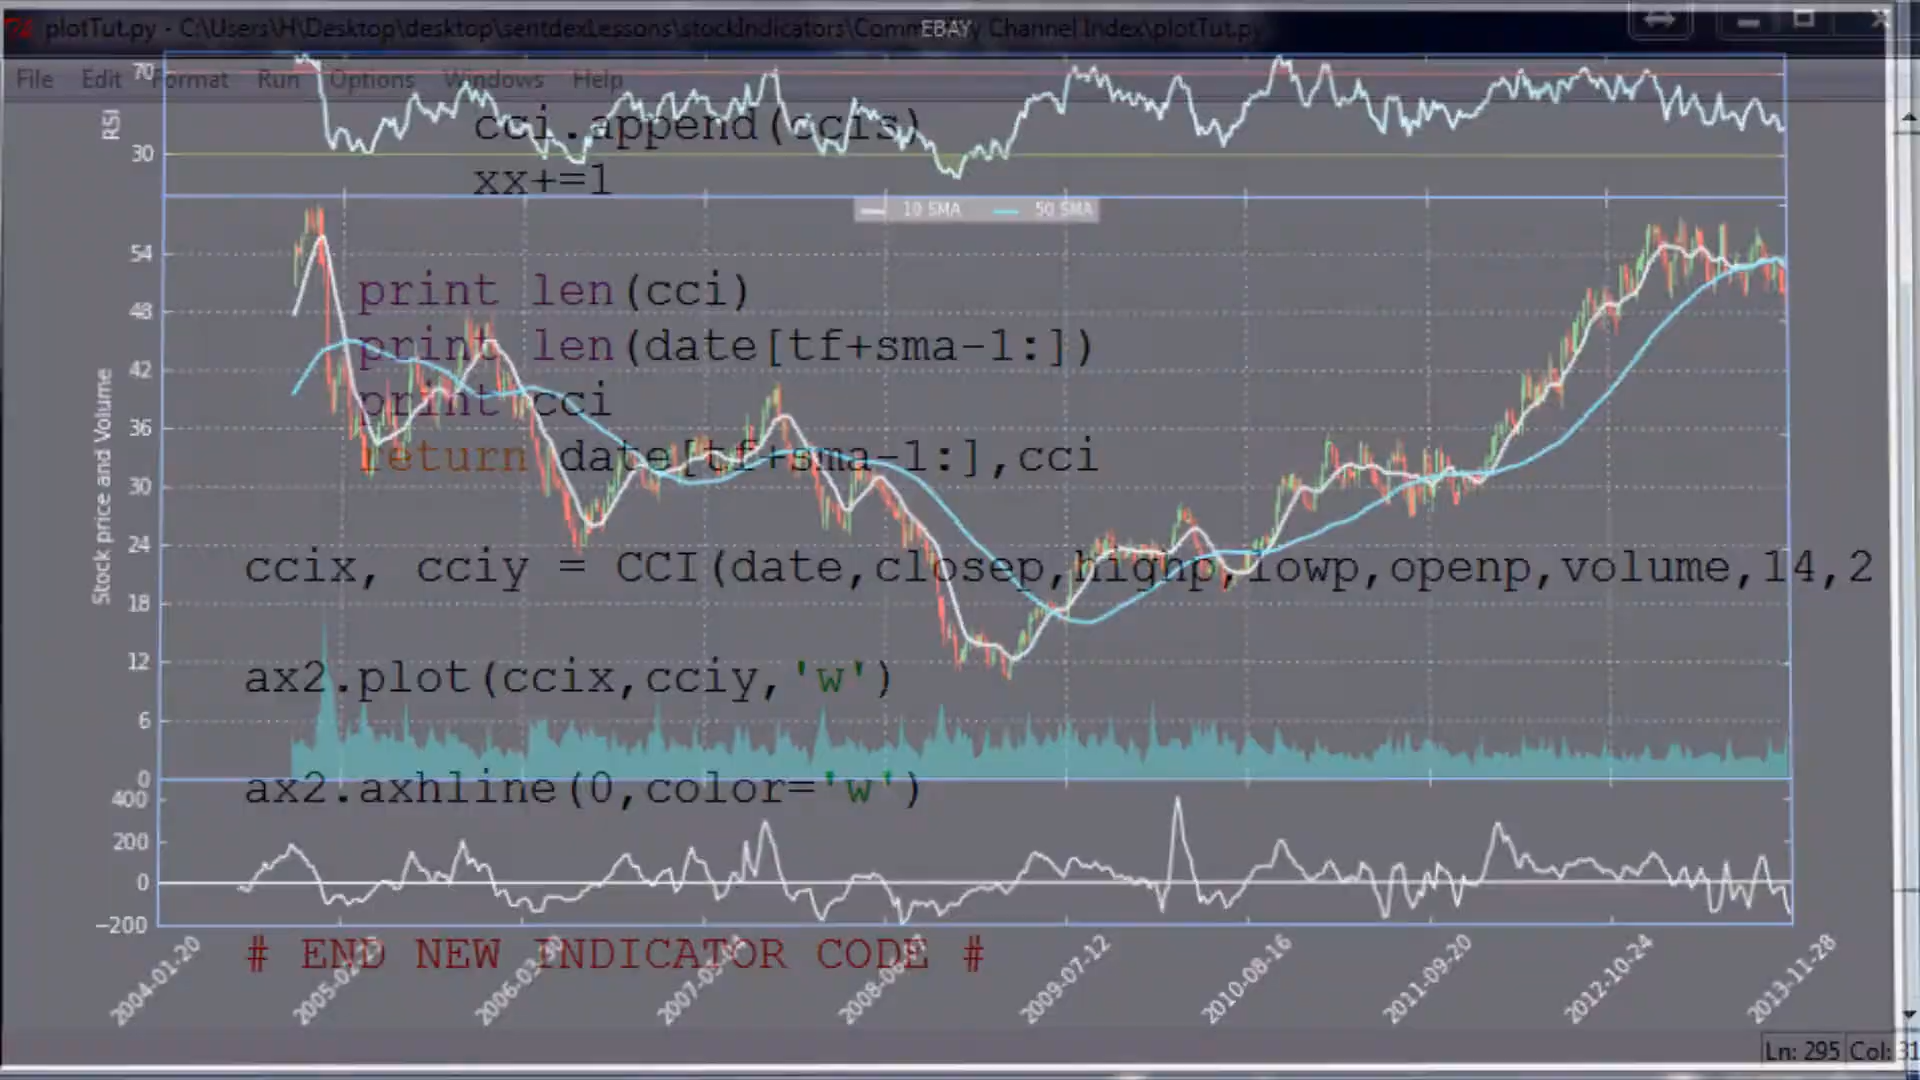 plotTut.py - C:\Users\H\Desktop\desktop\sentdexLessons\stockIndicators\Commodity Channel Index\plotTut.py
EBAY
File Edit Format Run Options Windows Help
70
RSI
30
cci.append(ccis)
xx+=1
10 SMA 50 SMA
print len(cci)
print len(date[tf+sma-1:])
print cci
return date[tf+sma-1:],cci
Stock price and Volume
54
48
42
36
30
24
18
12
6
0
ccix, cciy = CCI(date,closep,highp,lowp,openp,volume,14,2
ax2.plot(ccix,cciy,'w')
ax2.axhline(0,color='w')
400
200
0
-200
# END NEW INDICATOR CODE #
2004-01-20
2009-07-12
2010-08-16
2011-09-20
2012-10-24
2013-11-28
Ln: 295 Col: 31